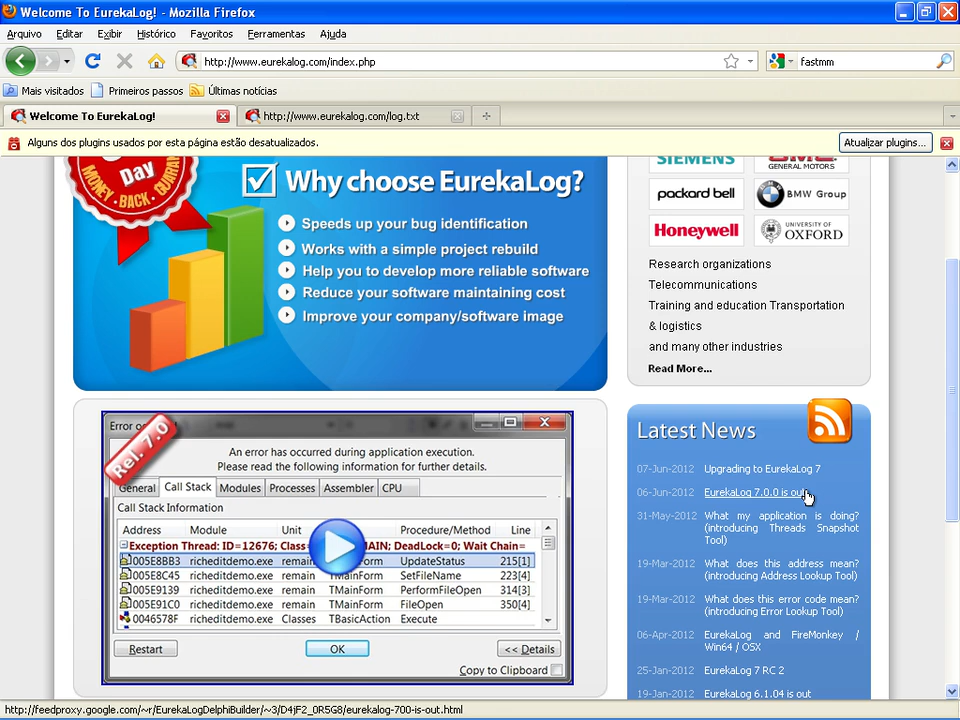 Welcome To EurekaLog! - Mozilla Firefox
Arquivo Editar Exibir Histórico Favoritos Ferramentas Ajuda
http://www.eurekalog.com/index.php
fastmm
Mais visitados Primeiros passos Últimas notícias
Welcome To EurekaLog!
http://www.eurekalog.com/log.txt
Alguns dos plugins usados por esta página estão desatualizados.
Atualizar plugins...
Day
MONEY BACK GUARAN
Why choose EurekaLog?
Speeds up your bug identification
Works with a simple project rebuild
Help you to develop more reliable software
Reduce your software maintaining cost
Improve your company/software image
SIEMENS
GENERAL MOTORS
packard bell
BMW Group
Honeywell
UNIVERSITY OF
OXFORD
Research organizations
Telecommunications
Training and education Transportation
& logistics
and many other industries
Read More...
Rel. 7.0
Error o
An error has occurred during application execution.
Please read the following information for further details.
General Call Stack Modules Processes Assembler CPU
Call Stack Information
Address Module Unit Procedure/Method Line
Exception Thread: ID=12676; Class= MAIN; DeadLock=0; Wait Chain=
005E8BB3 richeditdemo.exe remain TMainForm UpdateStatus 215[1]
005E8C45 richeditdemo.exe remain TMainForm SetFileName 223[4]
005E9139 richeditdemo.exe remain TMainForm PerformFileOpen 314[3]
005E91C0 richeditdemo.exe remain TMainForm FileOpen 350[4]
0046578F richeditdemo.exe Classes TBasicAction Execute
Restart OK << Details
Copy to Clipboard
Latest News
07-Jun-2012 Upgrading to EurekaLog 7
06-Jun-2012 EurekaLog 7.0.0 is out
31-May-2012 What my application is doing?
(introducing Threads Snapshot
Tool)
19-Mar-2012 What does this address mean?
(introducing Address Lookup Tool)
19-Mar-2012 What does this error code mean?
(introducing Error Lookup Tool)
06-Apr-2012 EurekaLog and FireMonkey /
Win64 / OSX
25-Jan-2012 EurekaLog 7 RC 2
19-Jan-2012 EurekaLog 6.1.04 is out
http://feedproxy.google.com/~r/EurekaLogDelphiBuilder/~3/D4jF2_0R5G8/eurekalog-700-is-out.html